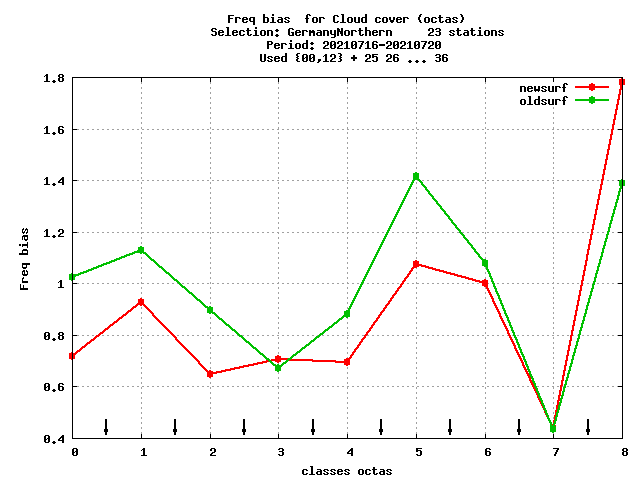 Freq bias  for Cloud cover (octas)
Selection: GermanyNorthern     23 stations
Period: 20210716-20210720
Used {00,12} + 25 26 ... 36
newsurf
oldsurf
1.8
1.6
1.4
1.2
1
0.8
0.6
0.4
Freq bias
0 1 2 3 4 5 6 7 8
classes octas